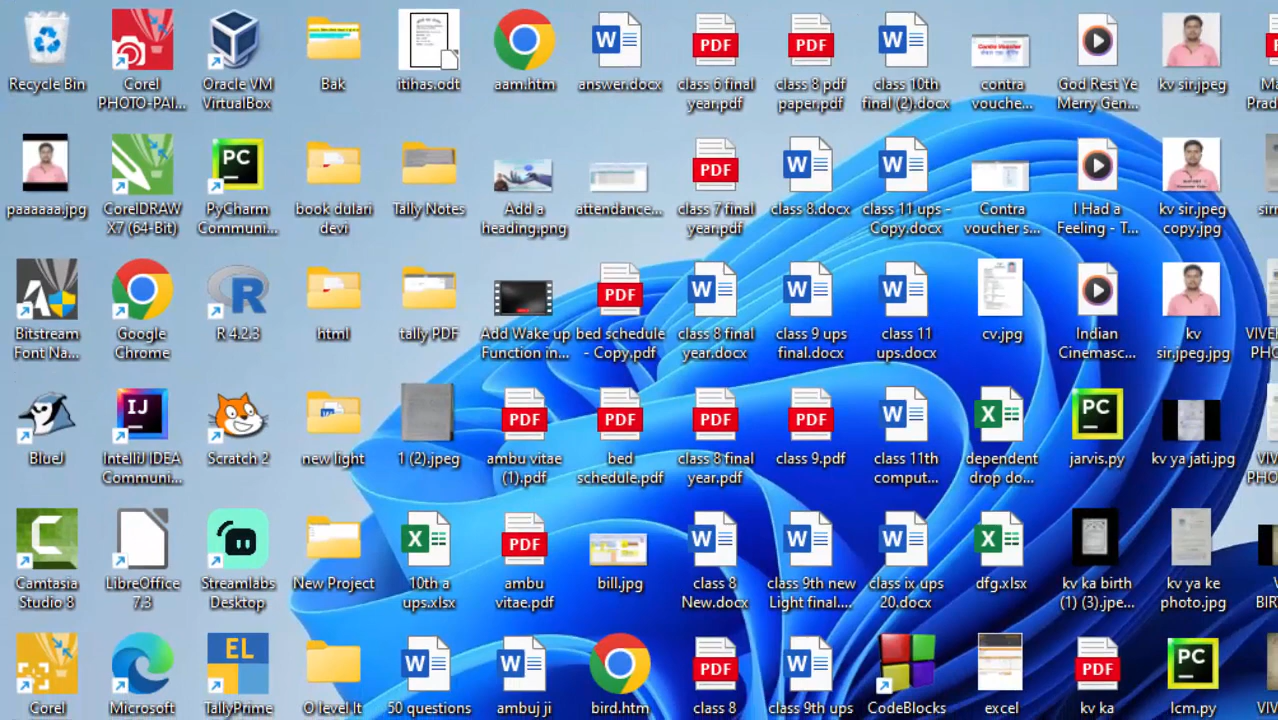 Recycle Bin
Corel
PHOTO-PAI...
Oracle VM
VirtualBox
Bak
itihas.odt
aam.htm
answer.docx
class 6 final
year.pdf
class 8 pdf
paper.pdf
class 10th
final (2).docx
contra
vouche...
God Rest Ye
Merry Gen...
kv sir.jpeg
paaaaaa.jpg
CorelDRAW
X7 (64-Bit)
PyCharm
Communi...
book dulari
devi
Tally Notes
Add a
heading.png
attendance...
class 7 final
year.pdf
class 8.docx
class 11 ups -
Copy.docx
Contra
voucher s...
I Had a
Feeling - T...
kv sir.jpeg
copy.jpg
Bitstream
Font Na...
Google
Chrome
R 4.2.3
html
tally PDF
Add Wake up
Function in...
bed schedule
- Copy.pdf
class 8 final
year.docx
class 9 ups
final.docx
class 11
ups.docx
cv.jpg
Indian
Cinemasc...
kv
sir.jpeg.jpg
BlueJ
IntelliJ IDEA
Communi...
Scratch 2
new light
1 (2).jpeg
ambu vitae
(1).pdf
bed
schedule.pdf
class 8 final
year.pdf
class 9.pdf
class 11th
comput...
dependent
drop do...
jarvis.py
kv ya jati.jpg
Camtasia
Studio 8
LibreOffice
7.3
Streamlabs
Desktop
New Project
10th a
ups.xlsx
ambu
vitae.pdf
bill.jpg
class 8
New.docx
class 9th new
Light final....
class ix ups
20.docx
dfg.xlsx
kv ka birth
(1) (3).jpe...
kv ya ke
photo.jpg
Corel
Microsoft
TallyPrime
O level It
50 questions
ambuj ji
bird.htm
class 8
class 9th ups
CodeBlocks
excel
kv ka
lcm.py